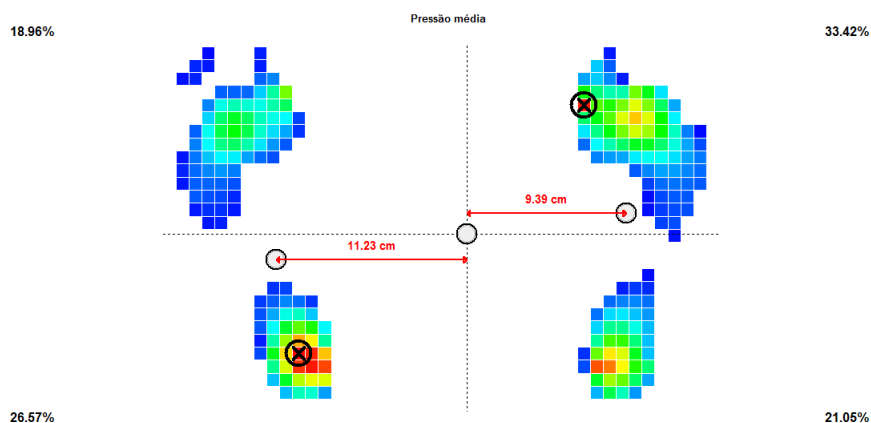 Pressão média
18.96%
33.42%
9.39 cm
11.23 cm
26.57%
21.05%